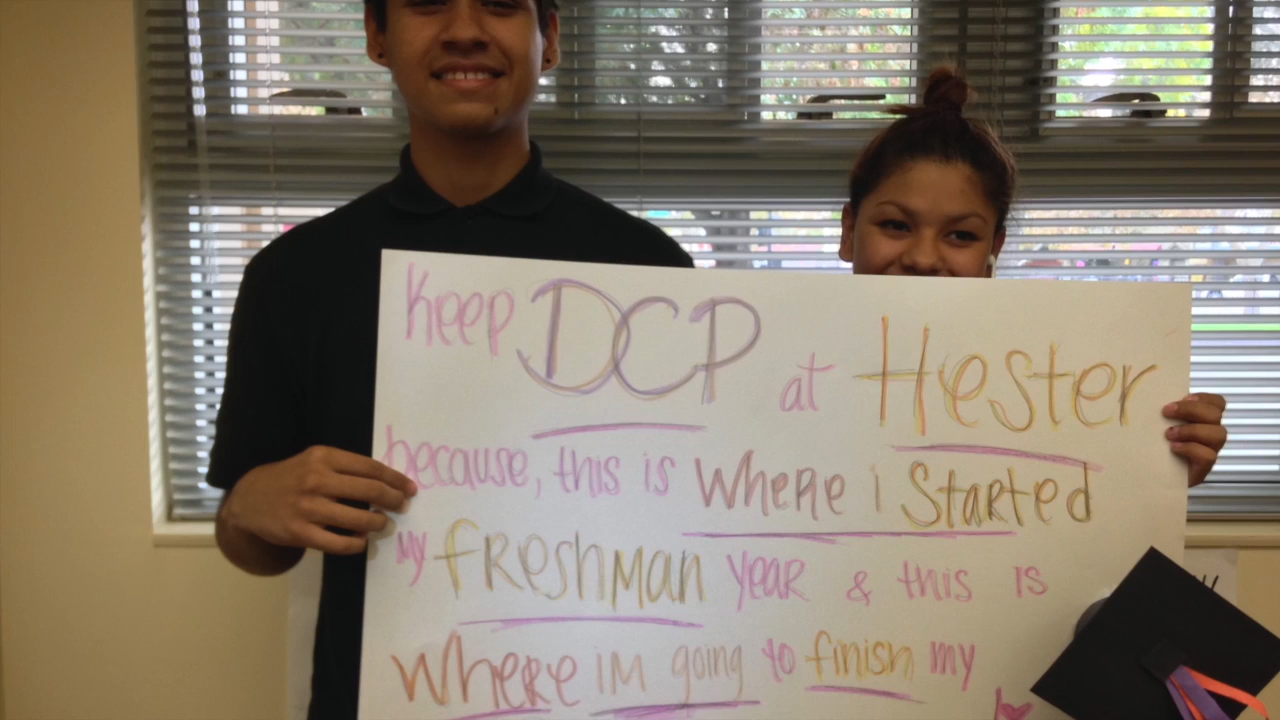 Keep DCP at Hester
because, this is where i started
my freshman year & this is
where im going to finish my